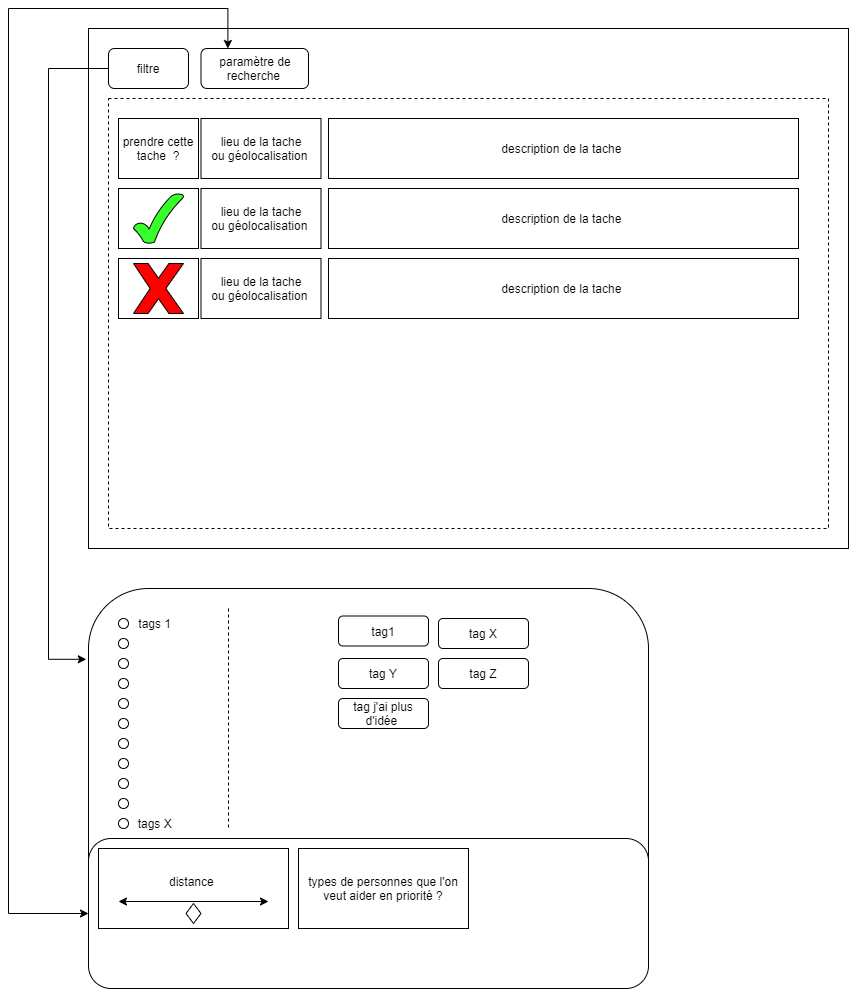 filtre
paramètre de
recherche
prendre cette
tache ?
lieu de la tache
ou géolocalisation
description de la tache
lieu de la tache
ou géolocalisation
description de la tache
lieu de la tache
ou géolocalisation
description de la tache
tags 1
tag1
tag X
tag Y
tag Z
tag j'ai plus
d'idée
tags X
distance
types de personnes que l'on
veut aider en priorité ?